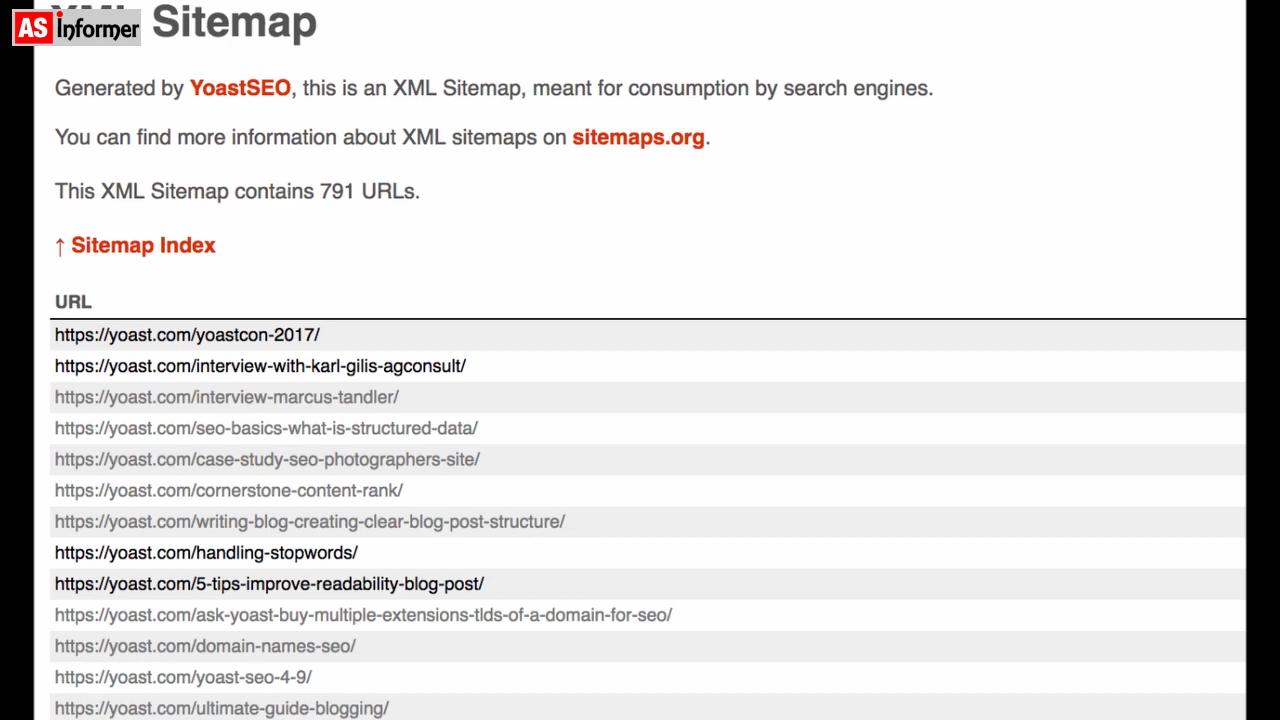 XML Sitemap
AS informer
Generated by YoastSEO, this is an XML Sitemap, meant for consumption by search engines.
You can find more information about XML sitemaps on sitemaps.org.
This XML Sitemap contains 791 URLs.
↑ Sitemap Index
URL
https://yoast.com/yoastcon-2017/
https://yoast.com/interview-with-karl-gilis-agconsult/
https://yoast.com/interview-marcus-tandler/
https://yoast.com/seo-basics-what-is-structured-data/
https://yoast.com/case-study-seo-photographers-site/
https://yoast.com/cornerstone-content-rank/
https://yoast.com/writing-blog-creating-clear-blog-post-structure/
https://yoast.com/handling-stopwords/
https://yoast.com/5-tips-improve-readability-blog-post/
https://yoast.com/ask-yoast-buy-multiple-extensions-tlds-of-a-domain-for-seo/
https://yoast.com/domain-names-seo/
https://yoast.com/yoast-seo-4-9/
https://yoast.com/ultimate-guide-blogging/